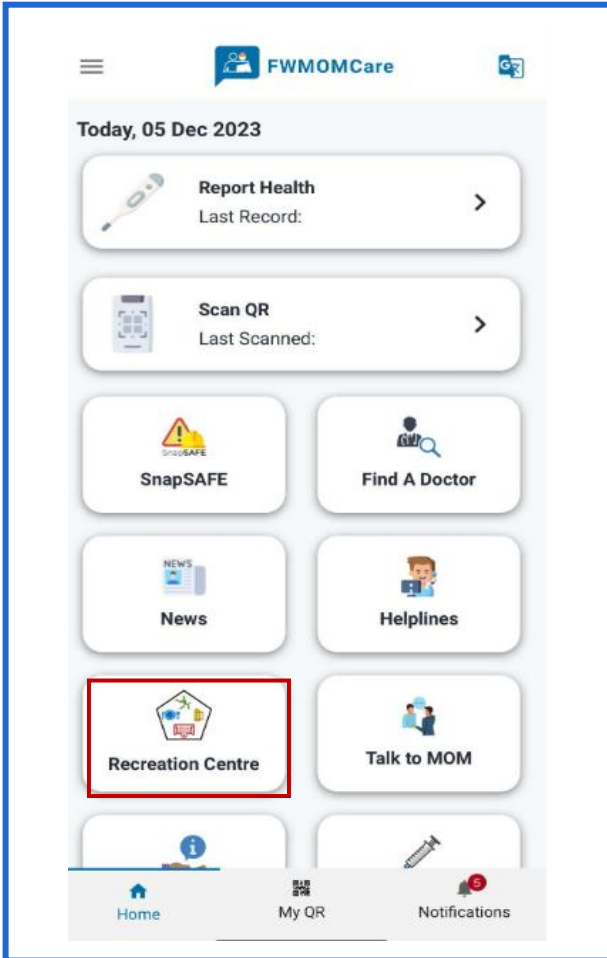 FWMOMCare
Today, 05 Dec 2023
Report Health
Last Record:
Scan QR
Last Scanned:
SnapSAFE
SnapSAFE
Find A Doctor
NEWS
News
Helplines
Recreation Centre
Talk to MOM
5
Home
My QR
Notifications